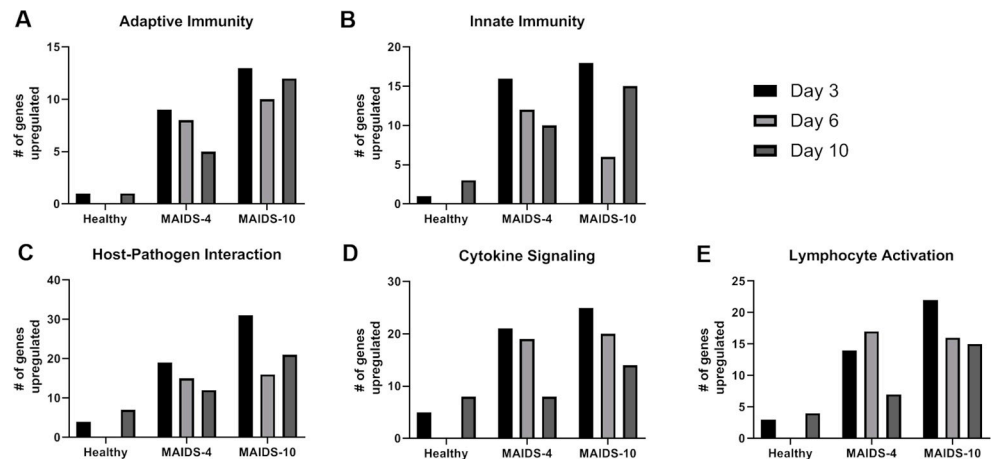 A
Adaptive Immunity
# of genes
upregulated
15
10
5
0
Healthy MAIDS-4 MAIDS-10
B
Innate Immunity
# of genes
upregulated
20
15
10
5
0
Healthy MAIDS-4 MAIDS-10
Day 3
Day 6
Day 10
C
Host-Pathogen Interaction
# of genes
upregulated
40
30
20
10
0
Healthy MAIDS-4 MAIDS-10
D
Cytokine Signaling
# of genes
upregulated
30
20
10
0
Healthy MAIDS-4 MAIDS-10
E
Lymphocyte Activation
# of genes
upregulated
25
20
15
10
5
0
Healthy MAIDS-4 MAIDS-10